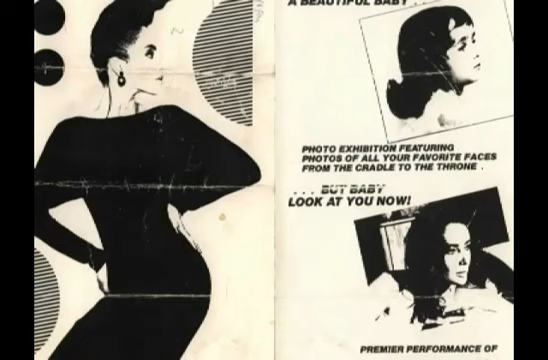 A BEAUTIFUL BABY . . .
PHOTO EXHIBITION FEATURING
PHOTOS OF ALL YOUR FAVORITE FACES
FROM THE CRADLE TO THE THRONE .
. . . BUT BABY
LOOK AT YOU NOW!
PREMIER PERFORMANCE OF